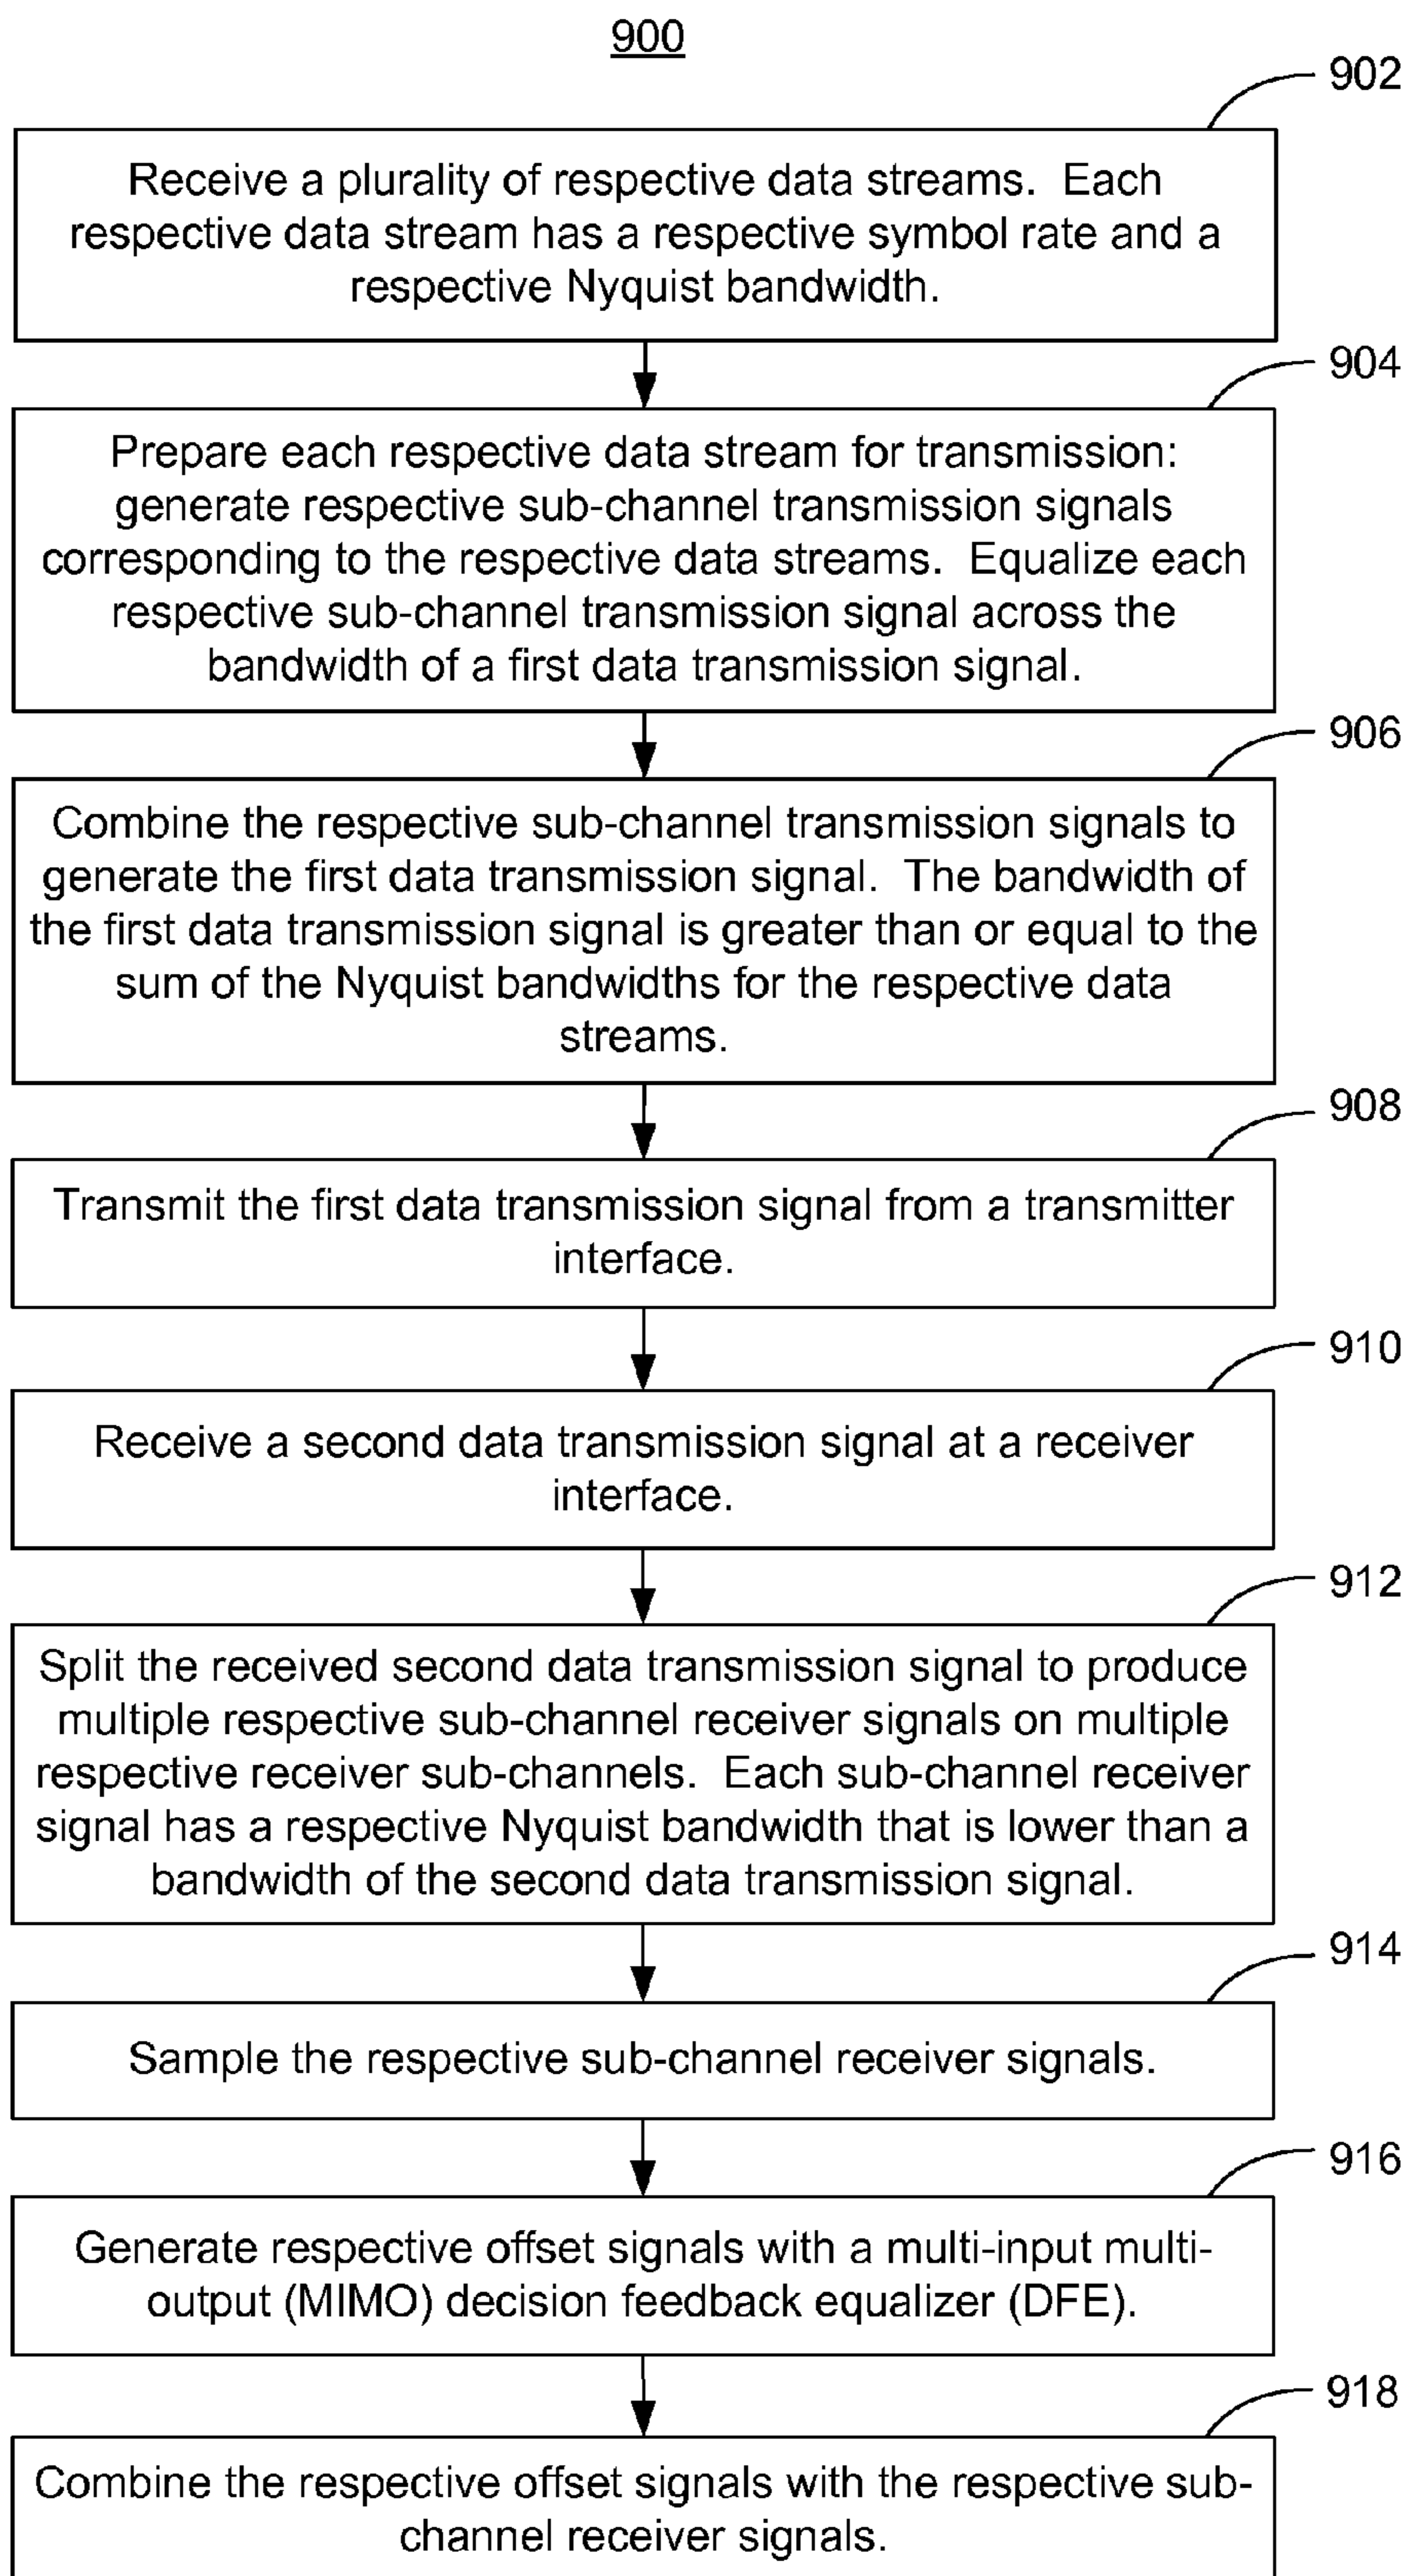 900
902
Receive a plurality of respective data streams.  Each
respective data stream has a respective symbol rate and a
respective Nyquist bandwidth.
904
Prepare each respective data stream for transmission:
generate respective sub-channel transmission signals
corresponding to the respective data streams.  Equalize each
respective sub-channel transmission signal across the
bandwidth of a first data transmission signal.
906
Combine the respective sub-channel transmission signals to
generate the first data transmission signal.  The bandwidth of
the first data transmission signal is greater than or equal to the
sum of the Nyquist bandwidths for the respective data
streams.
908
Transmit the first data transmission signal from a transmitter
interface.
910
Receive a second data transmission signal at a receiver
interface.
912
Split the received second data transmission signal to produce
multiple respective sub-channel receiver signals on multiple
respective receiver sub-channels.  Each sub-channel receiver
signal has a respective Nyquist bandwidth that is lower than a
bandwidth of the second data transmission signal.
914
Sample the respective sub-channel receiver signals.
916
Generate respective offset signals with a multi-input multi-
output (MIMO) decision feedback equalizer (DFE).
918
Combine the respective offset signals with the respective sub-
channel receiver signals.